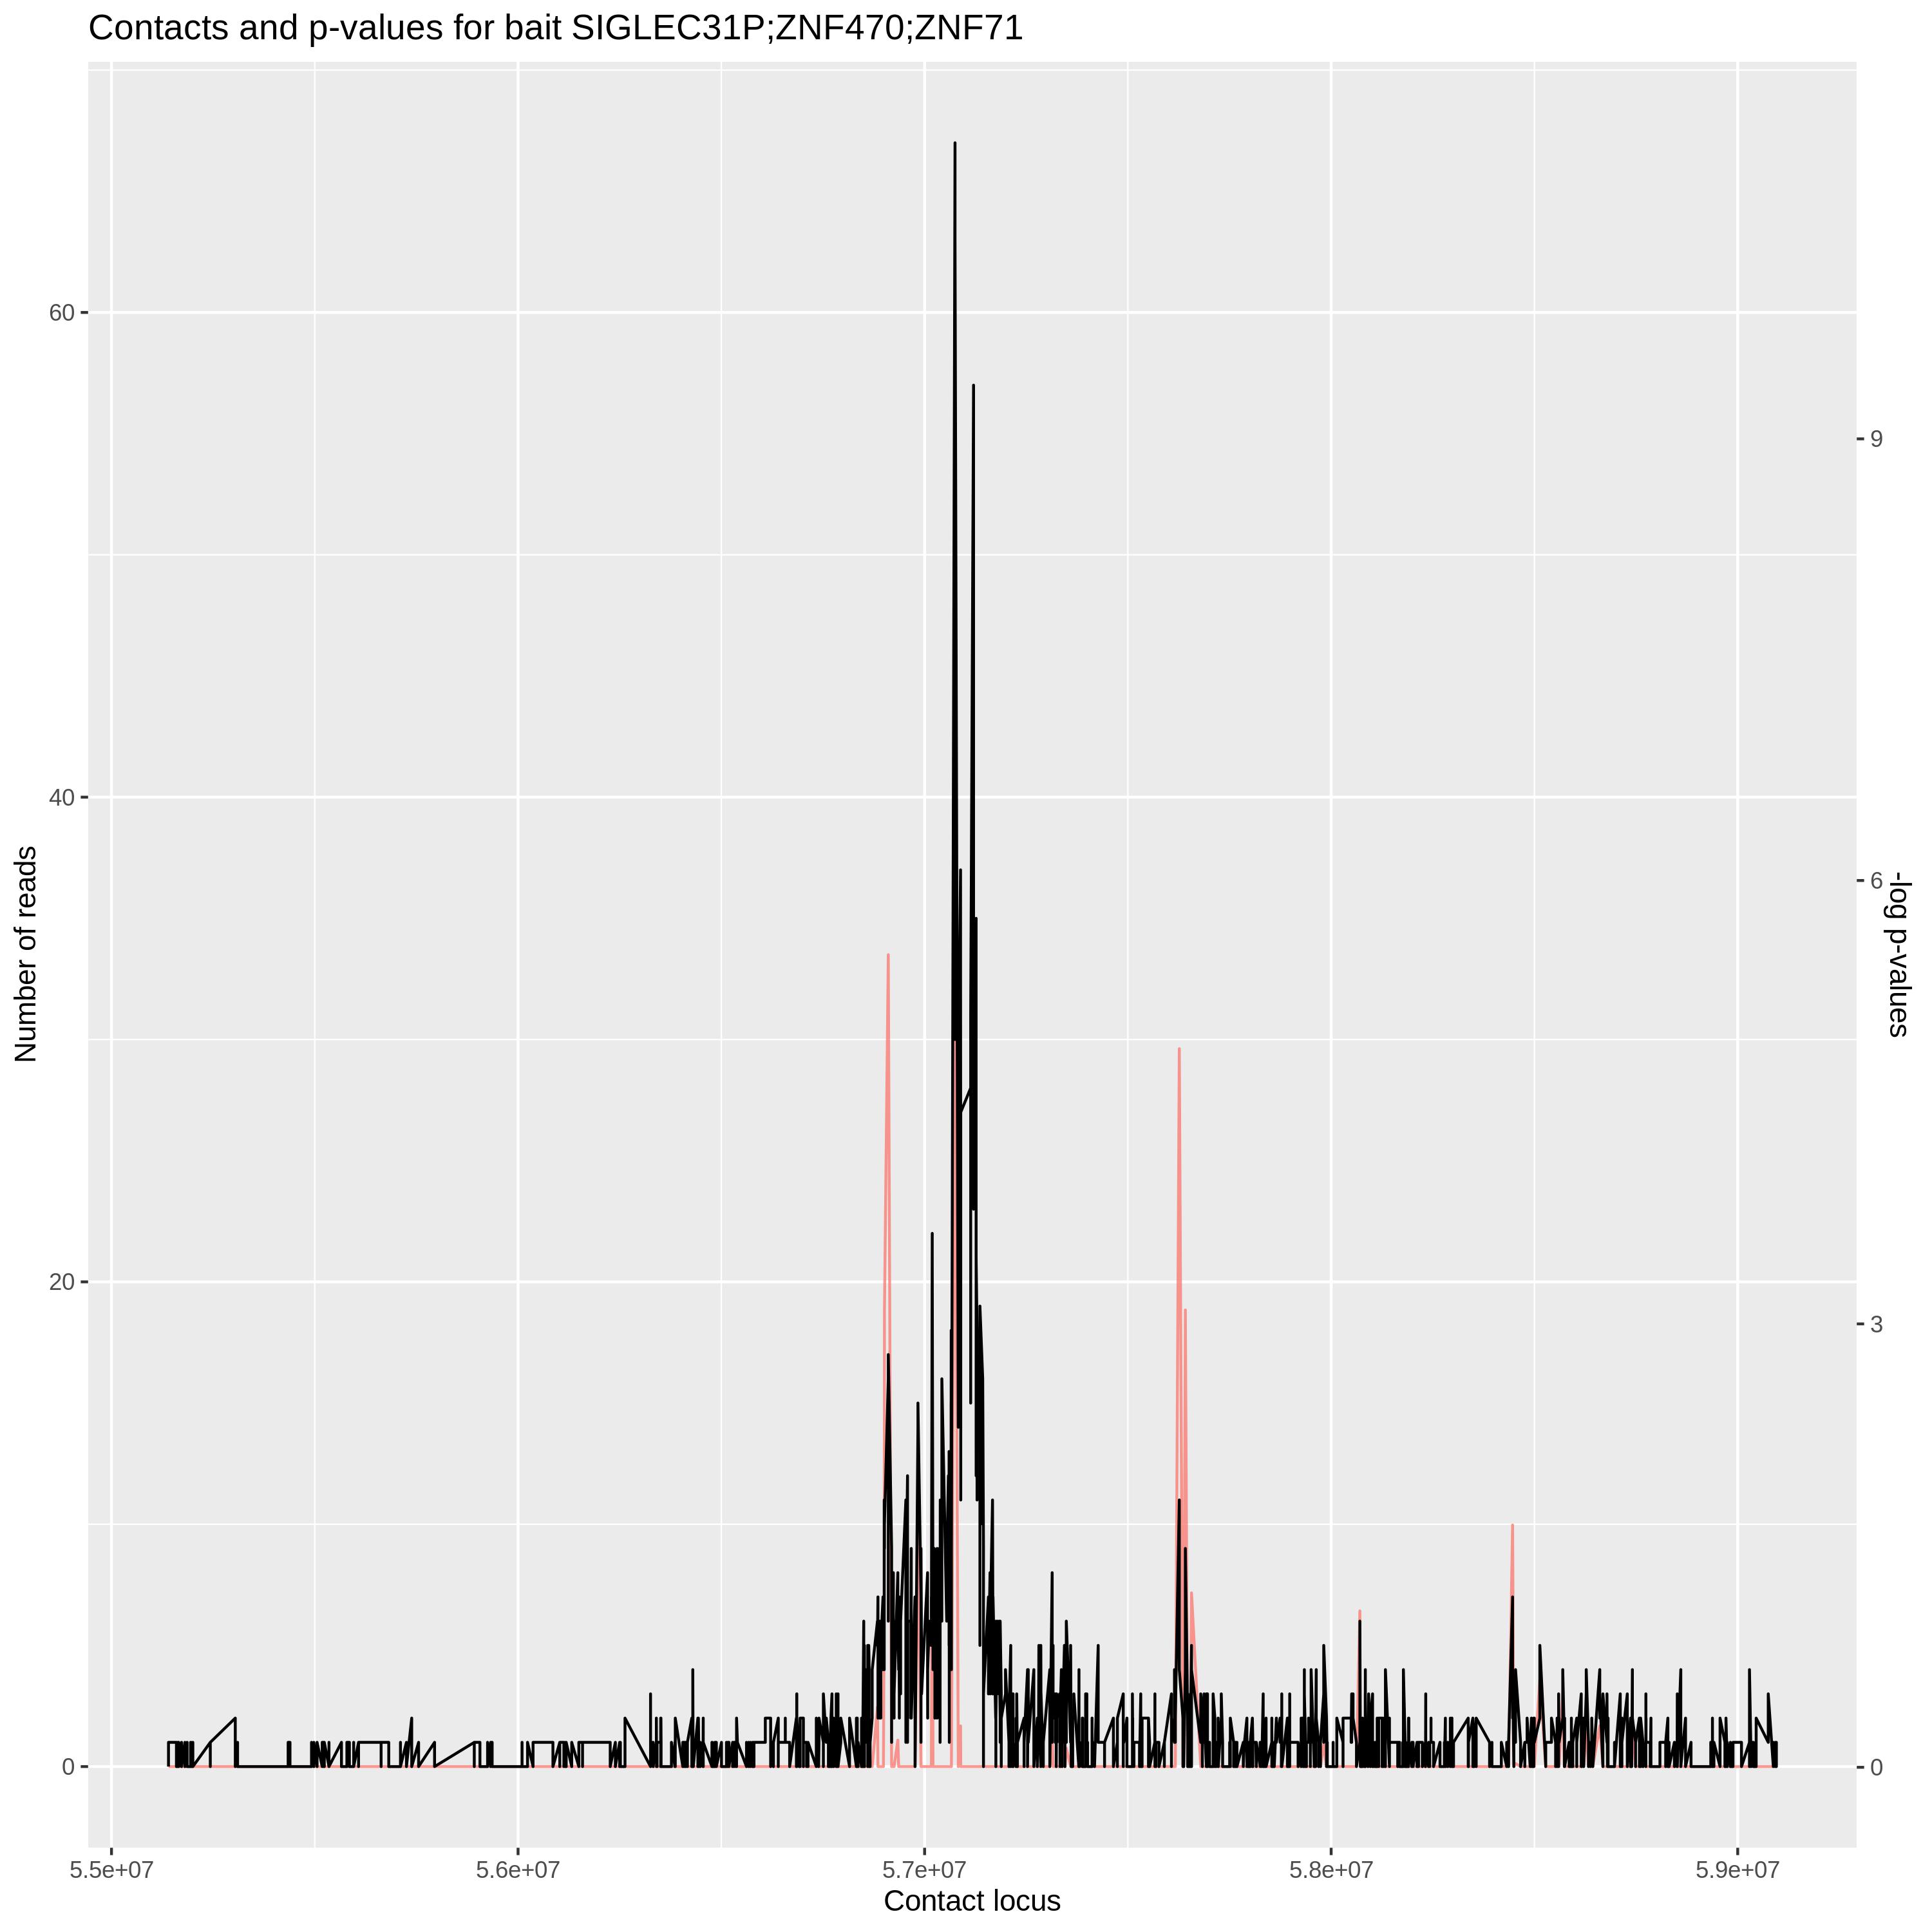 Contacts and p-values for bait SIGLEC31P;ZNF470;ZNF71
60
40
20
0
Number of reads
9
6
3
0
-log p-values
5.5e+07
5.6e+07
5.7e+07
5.8e+07
5.9e+07
Contact locus